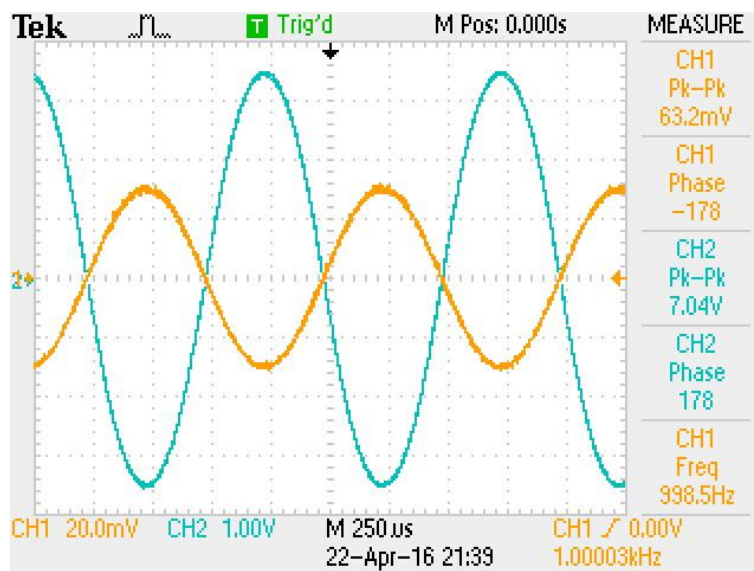 Tek T Trig'd M Pos: 0.000s MEASURE
CH1
Pk-Pk
63.2mV
CH1
Phase
-178
CH2
Pk-Pk
7.04V
CH2
Phase
178
CH1
Freq
998.5Hz
2
CH1 20.0mV CH2 1.00V M 250µs CH1 / 0.00V
22-Apr-16 21:39 1.00003kHz